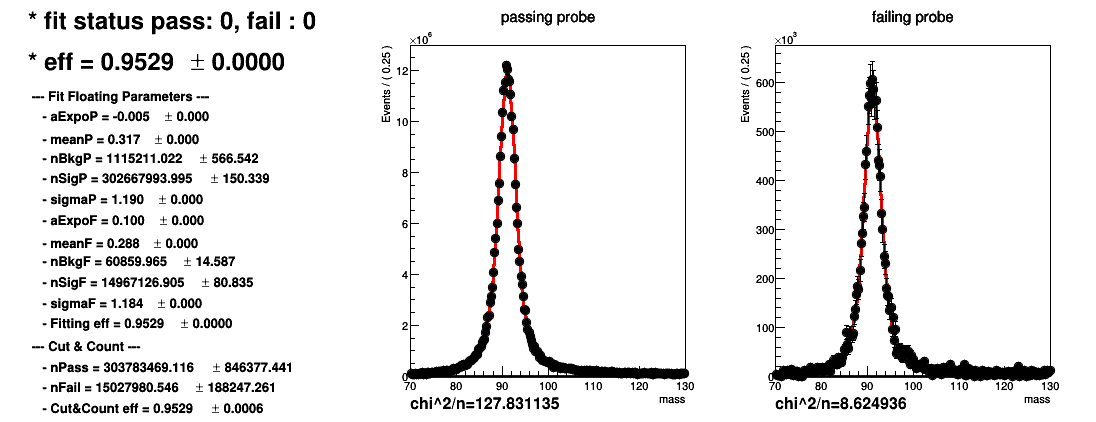 * fit status pass: 0, fail : 0
* eff = 0.9529 ± 0.0000
--- Fit Floating Parameters ---
- aExpoP = -0.005 ± 0.000
- meanP = 0.317 ± 0.000
- nBkgP = 1115211.022 ± 566.542
- nSigP = 302667993.995 ± 150.339
- sigmaP = 1.190 ± 0.000
- aExpoF = 0.100 ± 0.000
- meanF = 0.288 ± 0.000
- nBkgF = 60859.965 ± 14.587
- nSigF = 14967126.905 ± 80.835
- sigmaF = 1.184 ± 0.000
- Fitting eff = 0.9529 ± 0.0000
--- Cut & Count ---
- nPass = 303783469.116 ± 846377.441
- nFail = 15027980.546 ± 188247.261
- Cut&Count eff = 0.9529 ± 0.0006
passing probe
×10⁶
Events / ( 0.25 )
12
10
8
6
4
2
0
70 80 90 100 110 120 130
mass
chi^2/n=127.831135
failing probe
×10³
Events / ( 0.25 )
600
500
400
300
200
100
0
70 80 90 100 110 120 130
mass
chi^2/n=8.624936